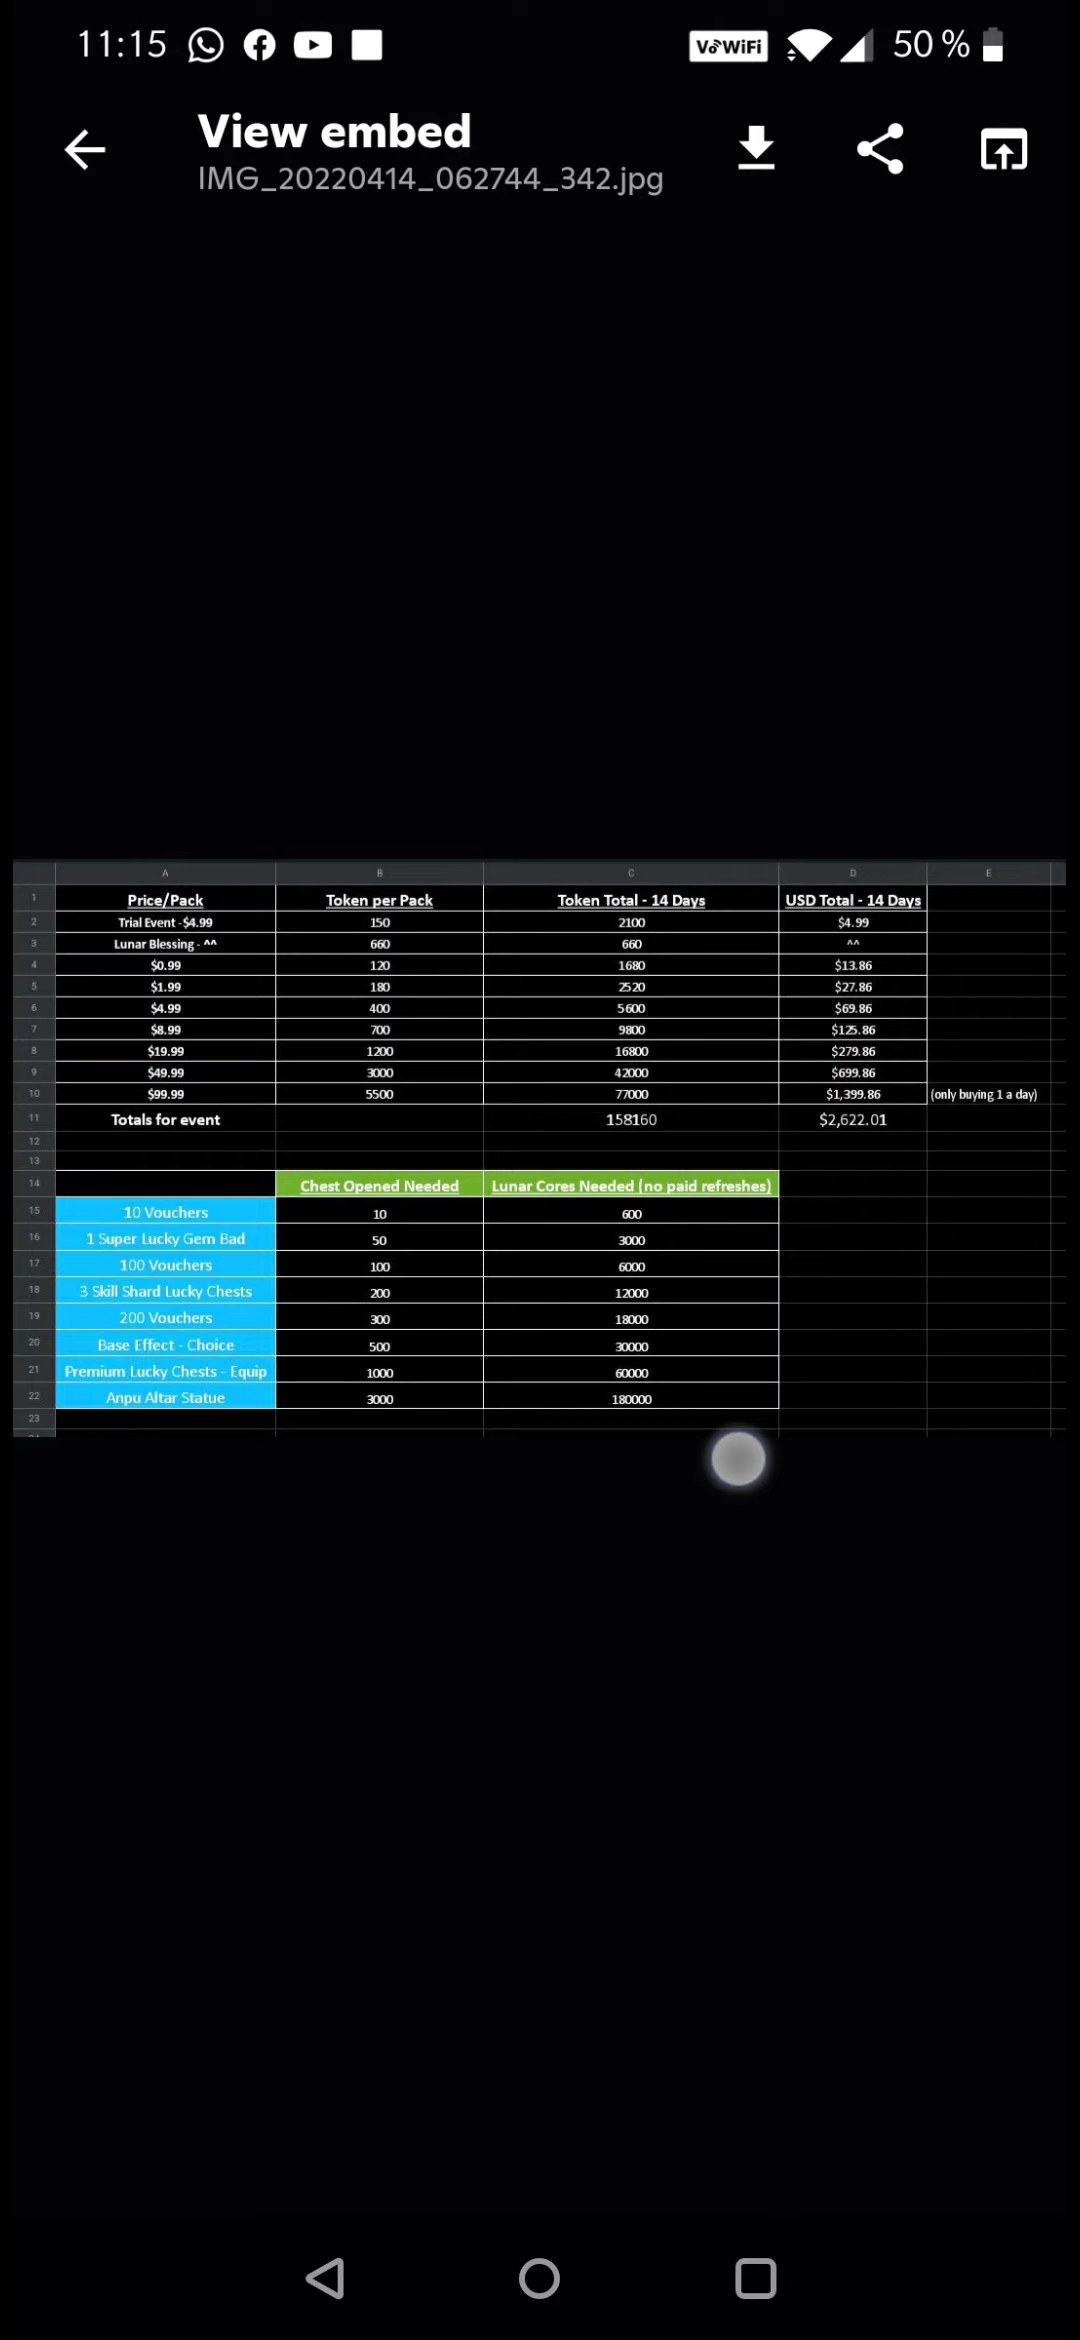 11:15 VoWiFi 50 %
View embed
IMG_20220414_062744_342.jpg
A B C D E
1 Price/Pack Token per Pack Token Total - 14 Days USD Total - 14 Days
2 Trial Event -$4.99 150 2100 $4.99
3 Lunar Blessing - ^^ 660 660 ^^
4 $0.99 120 1680 $13.86
5 $1.99 180 2520 $27.86
6 $4.99 400 5600 $69.86
7 $8.99 700 9800 $125.86
8 $19.99 1200 16800 $279.86
9 $49.99 3000 42000 $699.86
10 $99.99 5500 77000 $1,399.86 (only buying 1 a day)
11 Totals for event 158160 $2,622.01
12
13
14 Chest Opened Needed Lunar Cores Needed (no paid refreshes)
15 10 Vouchers 10 600
16 1 Super Lucky Gem Bad 50 3000
17 100 Vouchers 100 6000
18 3 Skill Shard Lucky Chests 200 12000
19 200 Vouchers 300 18000
20 Base Effect - Choice 500 30000
21 Premium Lucky Chests - Equip 1000 60000
22 Anpu Altar Statue 3000 180000
23